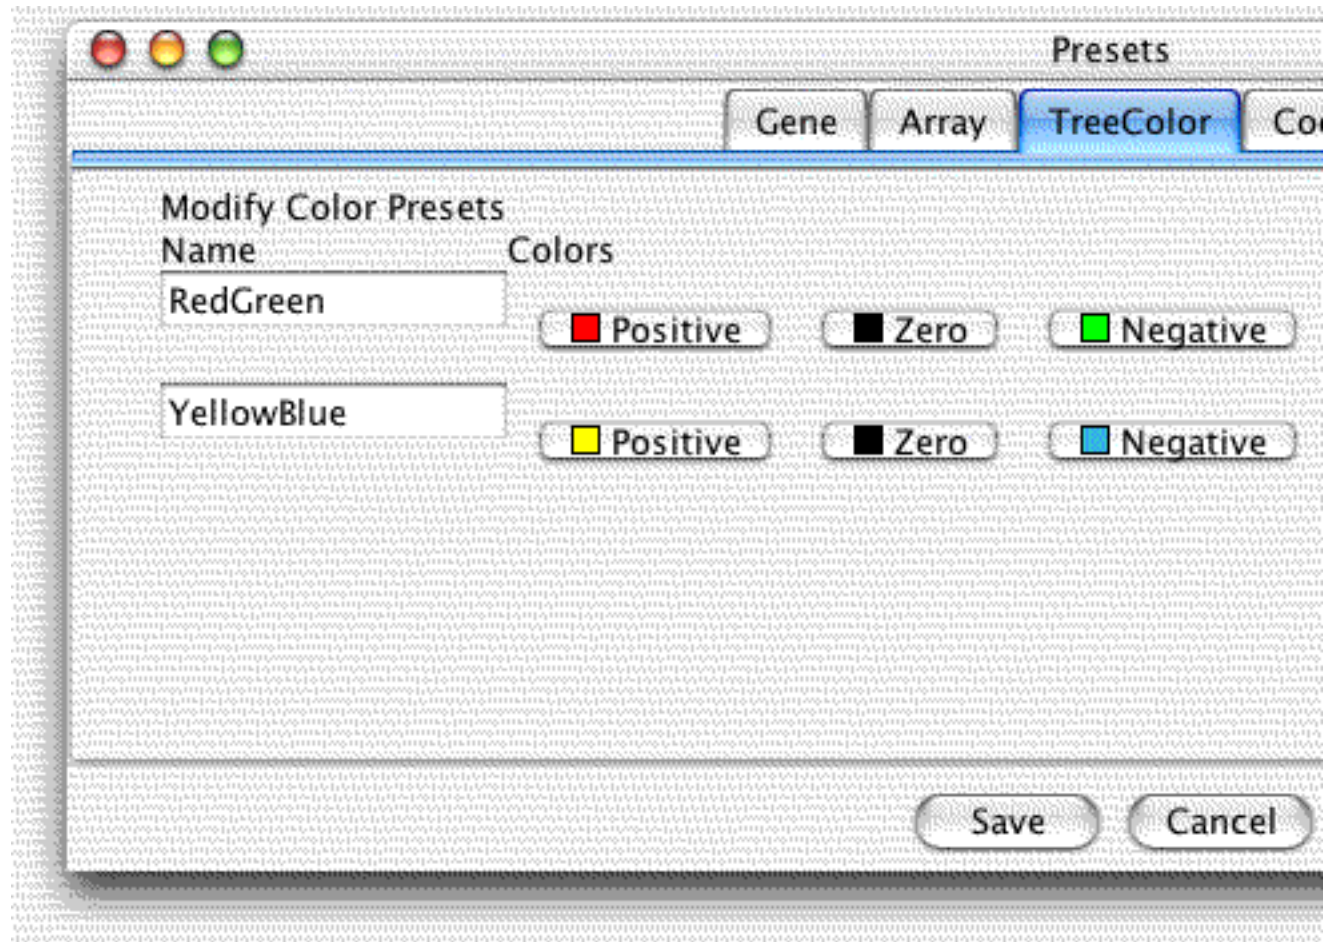 Presets
Gene Array TreeColor
Modify Color Presets
Name Colors
RedGreen
Positive Zero Negative
YellowBlue
Positive Zero Negative
Save Cancel